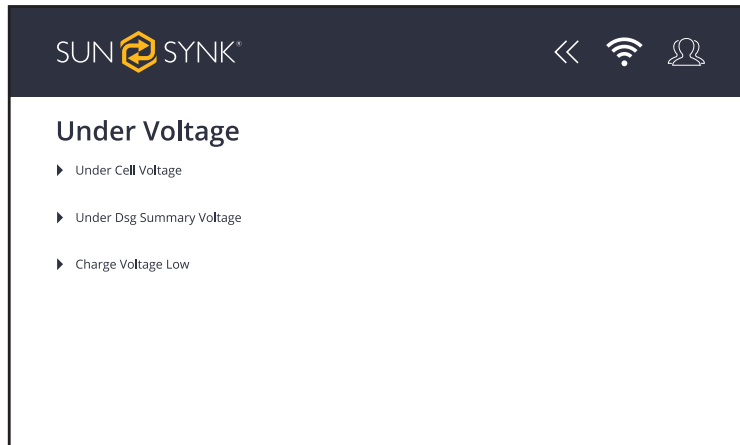 SUN SYNK®
Under Voltage
Under Cell Voltage
Under Dsg Summary Voltage
Charge Voltage Low